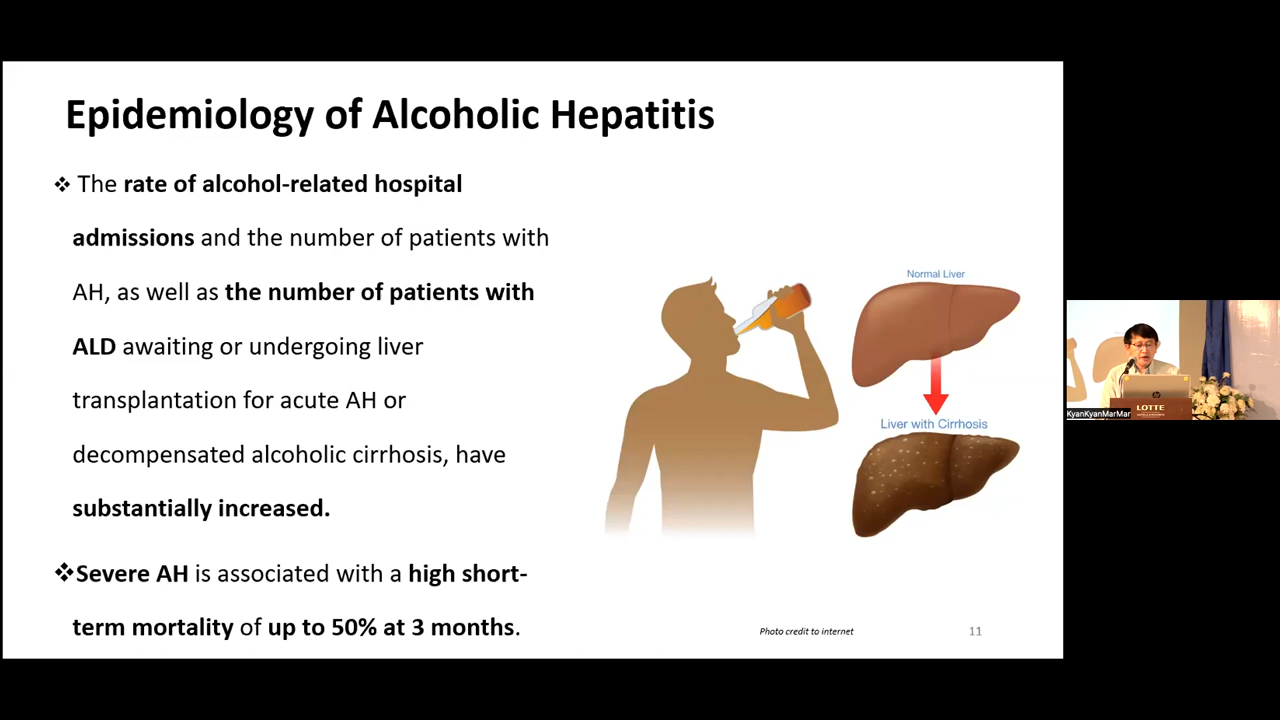 Epidemiology of Alcoholic Hepatitis
❖ The rate of alcohol-related hospital
admissions and the number of patients with
AH, as well as the number of patients with
ALD awaiting or undergoing liver
transplantation for acute AH or
decompensated alcoholic cirrhosis, have
substantially increased.
❖Severe AH is associated with a high short-
term mortality of up to 50% at 3 months.
Normal Liver
Liver with Cirrhosis
Photo credit to internet
11
hp
LOTTE
KyanKyanMarMar